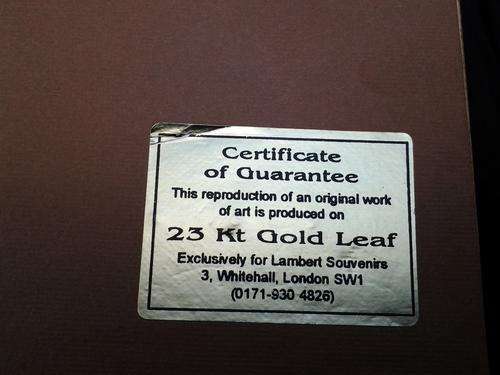 Certificate
of Guarantee
This reproduction of an original work
of art is produced on
23 Kt Gold Leaf
Exclusively for Lambert Souvenirs
3, Whitehall, London SW1
(0171-930 4826)